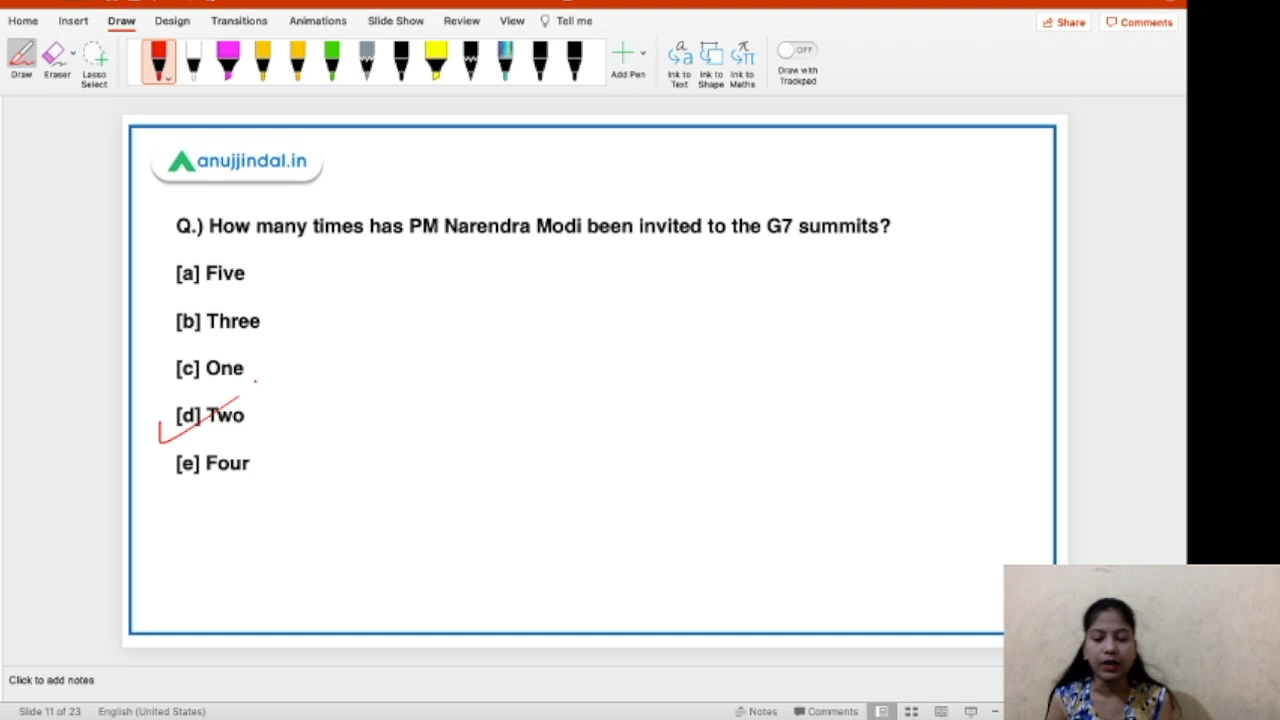 Home Insert Draw Design Transitions Animations Slide Show Review View Tell me Share Comments
Draw Eraser Lasso Select Add Pen Ink to Text Ink to Shape Ink to Maths OFF Draw with Trackpad
anujjindal.in
Q.) How many times has PM Narendra Modi been invited to the G7 summits?
[a] Five
[b] Three
[c] One
[d] Two
[e] Four
Click to add notes
Slide 11 of 23 English (United States) Notes Comments